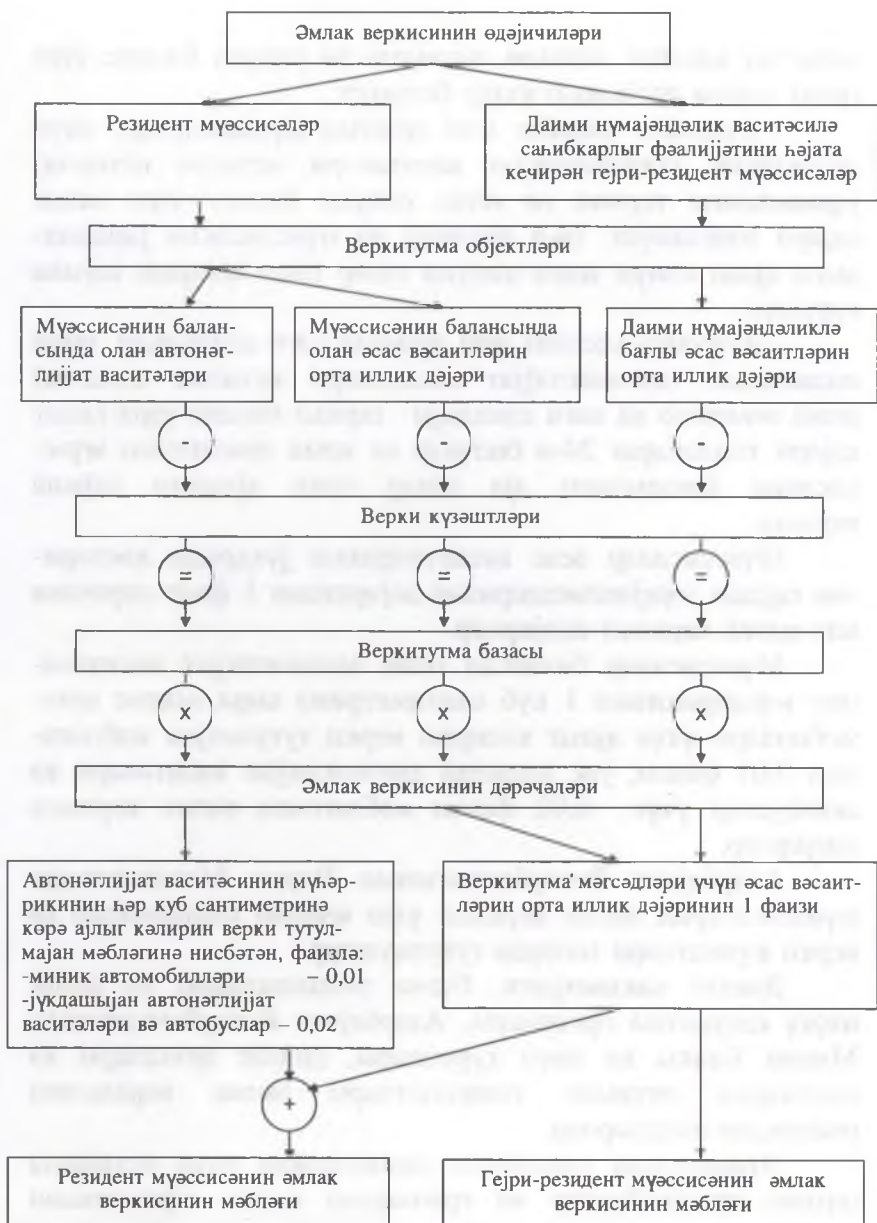 Әмлак веркисинин өдәјичиләри
Резидент мүәссисәләр
Даими нүмајәндәлик васитәсилә
саһибкарлыг фәалијјәтини һәјата
кечирән гејри-резидент мүәссисәләр
Веркитутма објектләри
Мүәссисәнин балан-
сында олан автонәг-
лијјат васитәләри
Мүәссисәнин балансында
олан әсас вәсаитләринин
орта иллик дәјәри
Даими нүмајәндәликлә
бағлы әсас вәсаитләринин
орта иллик дәјәри
- - -
Верки күзәштләри
= = =
Веркитутма базасы
x x x
Әмлак веркисинин дәрәчәләри
Автонәглијјат васитәсинин мүһәр-
рикинин һәр куб сантиметринә
көрә ајлыг кәлирин верки тутул-
мајан мәбләгинә нисбәтән, фаизлә:
-миник автомобилләри – 0,01
-јүкдашыјан автонәглијјат
васитәләри вә автобуслар – 0,02
Веркитутма мәгсәдләри үчүн әсас вәсаит-
ләрин орта иллик дәјәринин 1 фаизи
+
Резидент мүәссисәнин әмлак
веркисинин мәбләғи
Гејри-резидент мүәссисәнин әмлак
веркисинин мәбләғи